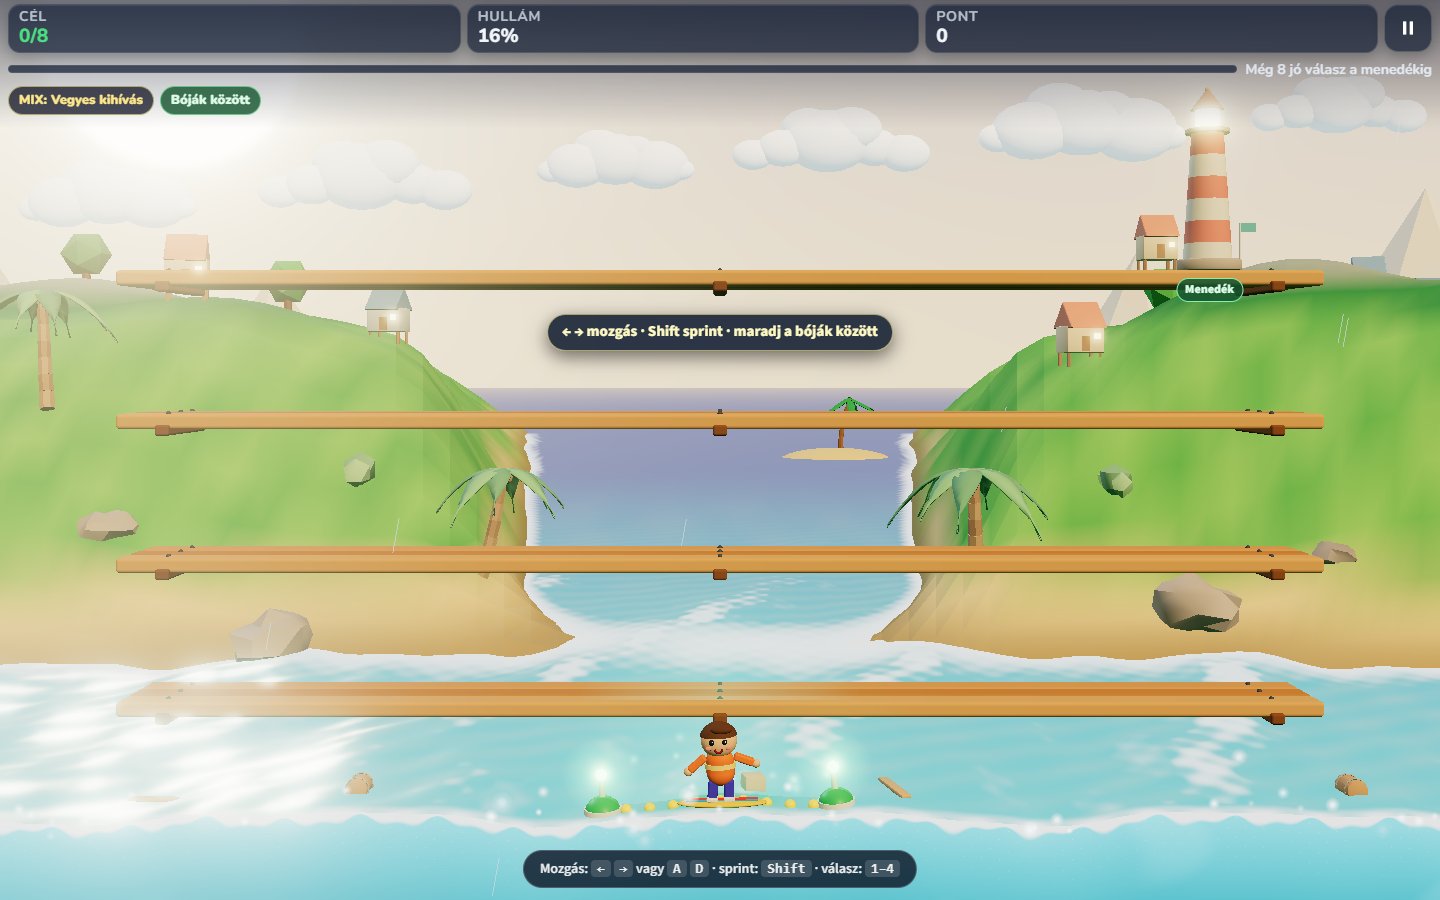 CÉL
0/8
HULLÁM
16%
PONT
0
Még 8 jó válasz a menedékig
MIX: Vegyes kihívás
Bóják között
Menedék
← → mozgás · Shift sprint · maradj a bóják között
Mozgás: ← → vagy A D · sprint: Shift · válasz: 1–4